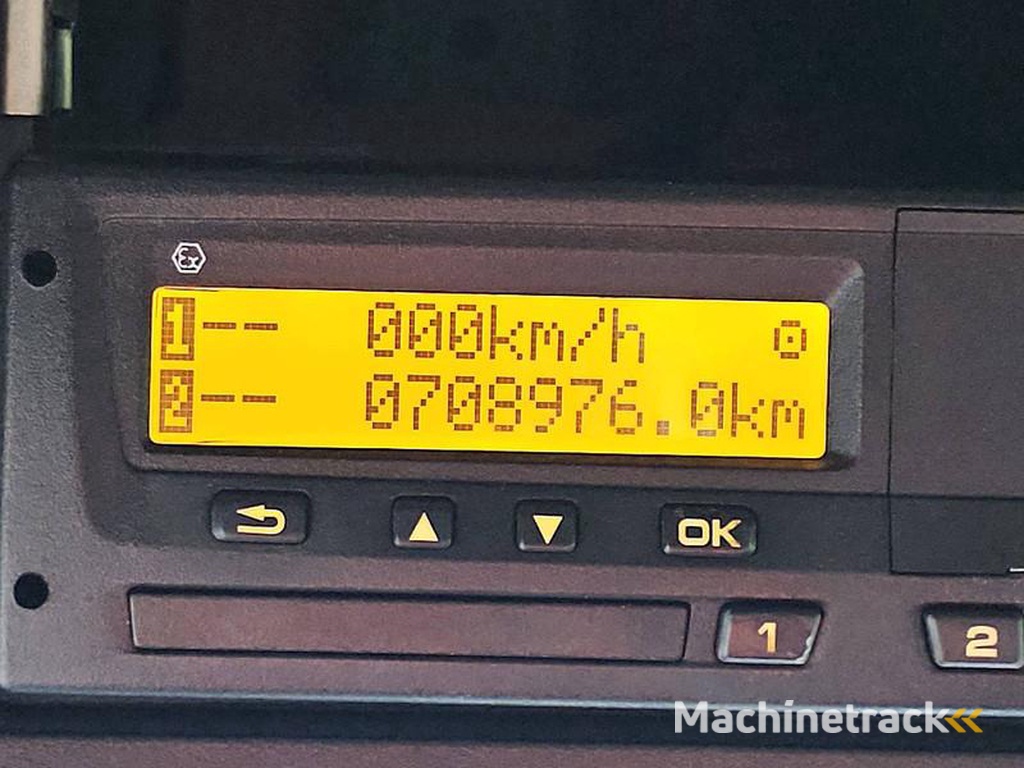 Ex
1-- 000km/h
2-- 0708976.0km
OK
1
2
Machinetrack